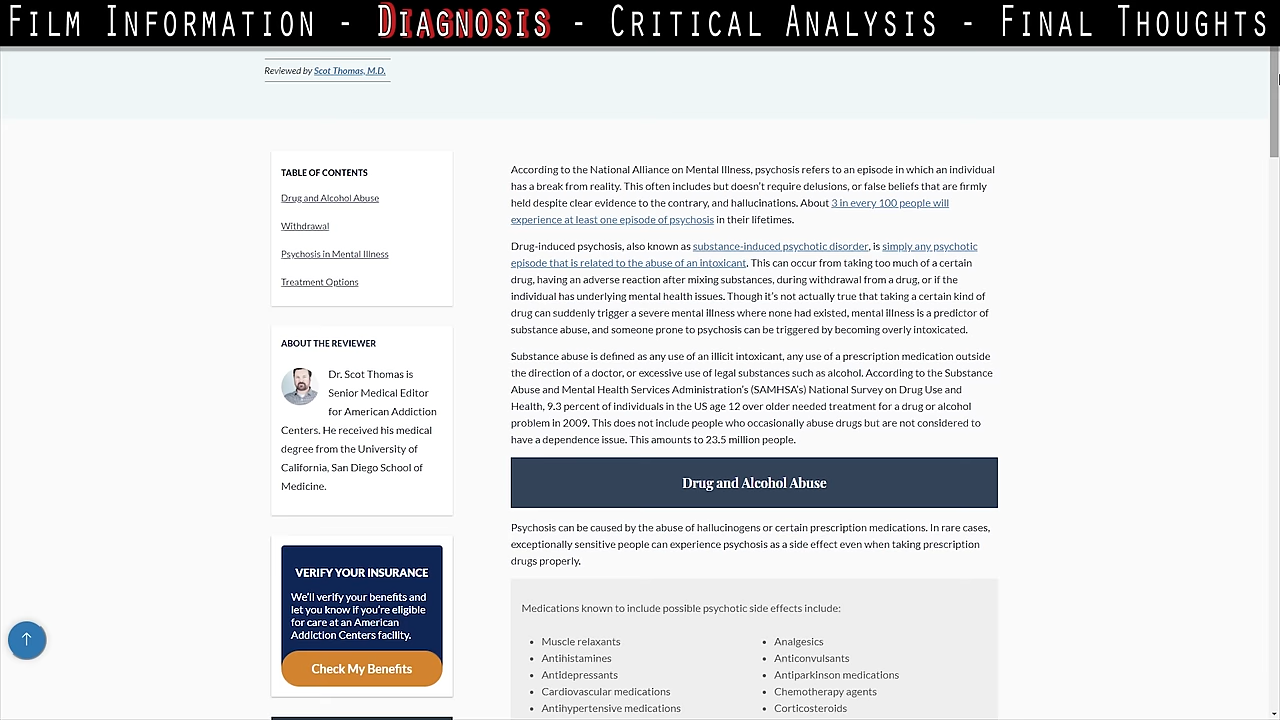 Film Information - Diagnosis - Critical Analysis - Final Thoughts
Reviewed by Scot Thomas, M.D.
TABLE OF CONTENTS
Drug and Alcohol Abuse
Withdrawal
Psychosis in Mental Illness
Treatment Options
ABOUT THE REVIEWER
Dr. Scot Thomas is
Senior Medical Editor
for American Addiction
Centers. He received his medical
degree from the University of
California, San Diego School of
Medicine.
VERIFY YOUR INSURANCE
We'll verify your benefits and
let you know if you're eligible
for care at an American
Addiction Centers facility.
Check My Benefits
According to the National Alliance on Mental Illness, psychosis refers to an episode in which an individual
has a break from reality. This often includes but doesn't require delusions, or false beliefs that are firmly
held despite clear evidence to the contrary, and hallucinations. About 3 in every 100 people will
experience at least one episode of psychosis in their lifetimes.
Drug-induced psychosis, also known as substance-induced psychotic disorder, is simply any psychotic
episode that is related to the abuse of an intoxicant. This can occur from taking too much of a certain
drug, having an adverse reaction after mixing substances, during withdrawal from a drug, or if the
individual has underlying mental health issues. Though it's not actually true that taking a certain kind of
drug can suddenly trigger a severe mental illness where none had existed, mental illness is a predictor of
substance abuse, and someone prone to psychosis can be triggered by becoming overly intoxicated.
Substance abuse is defined as any use of an illicit intoxicant, any use of a prescription medication outside
the direction of a doctor, or excessive use of legal substances such as alcohol. According to the Substance
Abuse and Mental Health Services Administration's (SAMHSA's) National Survey on Drug Use and
Health, 9.3 percent of individuals in the US age 12 over older needed treatment for a drug or alcohol
problem in 2009. This does not include people who occasionally abuse drugs but are not considered to
have a dependence issue. This amounts to 23.5 million people.
Drug and Alcohol Abuse
Psychosis can be caused by the abuse of hallucinogens or certain prescription medications. In rare cases,
exceptionally sensitive people can experience psychosis as a side effect even when taking prescription
drugs properly.
Medications known to include possible psychotic side effects include:
• Muscle relaxants
• Antihistamines
• Antidepressants
• Cardiovascular medications
• Antihypertensive medications
• Analgesics
• Anticonvulsants
• Antiparkinson medications
• Chemotherapy agents
• Corticosteroids